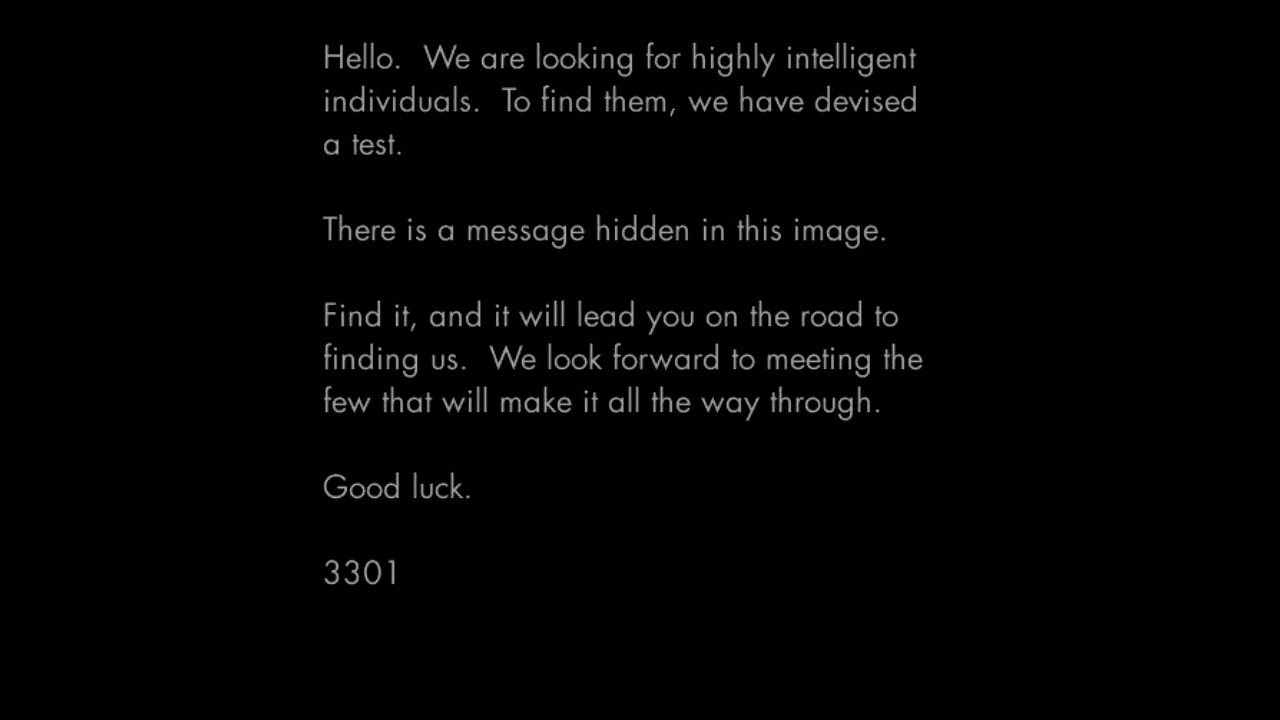 Hello.  We are looking for highly intelligent
individuals.  To find them, we have devised
a test.
There is a message hidden in this image.
Find it, and it will lead you on the road to
finding us.  We look forward to meeting the
few that will make it all the way through.
Good luck.
3301